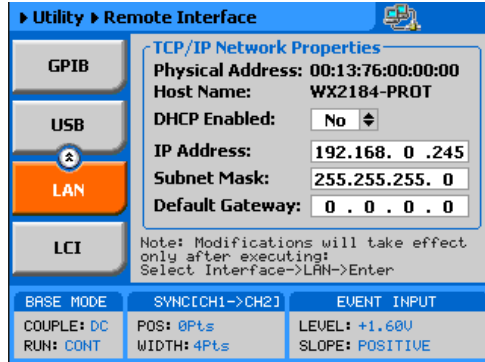 Utility ▶ Remote Interface
GPIB
USB
LAN
LCI
TCP/IP Network Properties
Physical Address: 00:13:76:00:00:00
Host Name: WX2184-PROT
DHCP Enabled: No
IP Address: 192.168. 0 .245
Subnet Mask: 255.255.255. 0
Default Gateway: 0 . 0 . 0 . 0
Note: Modifications will take effect
only after executing:
Select Interface->LAN->Enter
BASE MODE
COUPLE: DC
RUN: CONT
SYNC[CH1->CH2]
POS: 0Pts
WIDTH: 4Pts
EVENT INPUT
LEVEL: +1.60V
SLOPE: POSITIVE